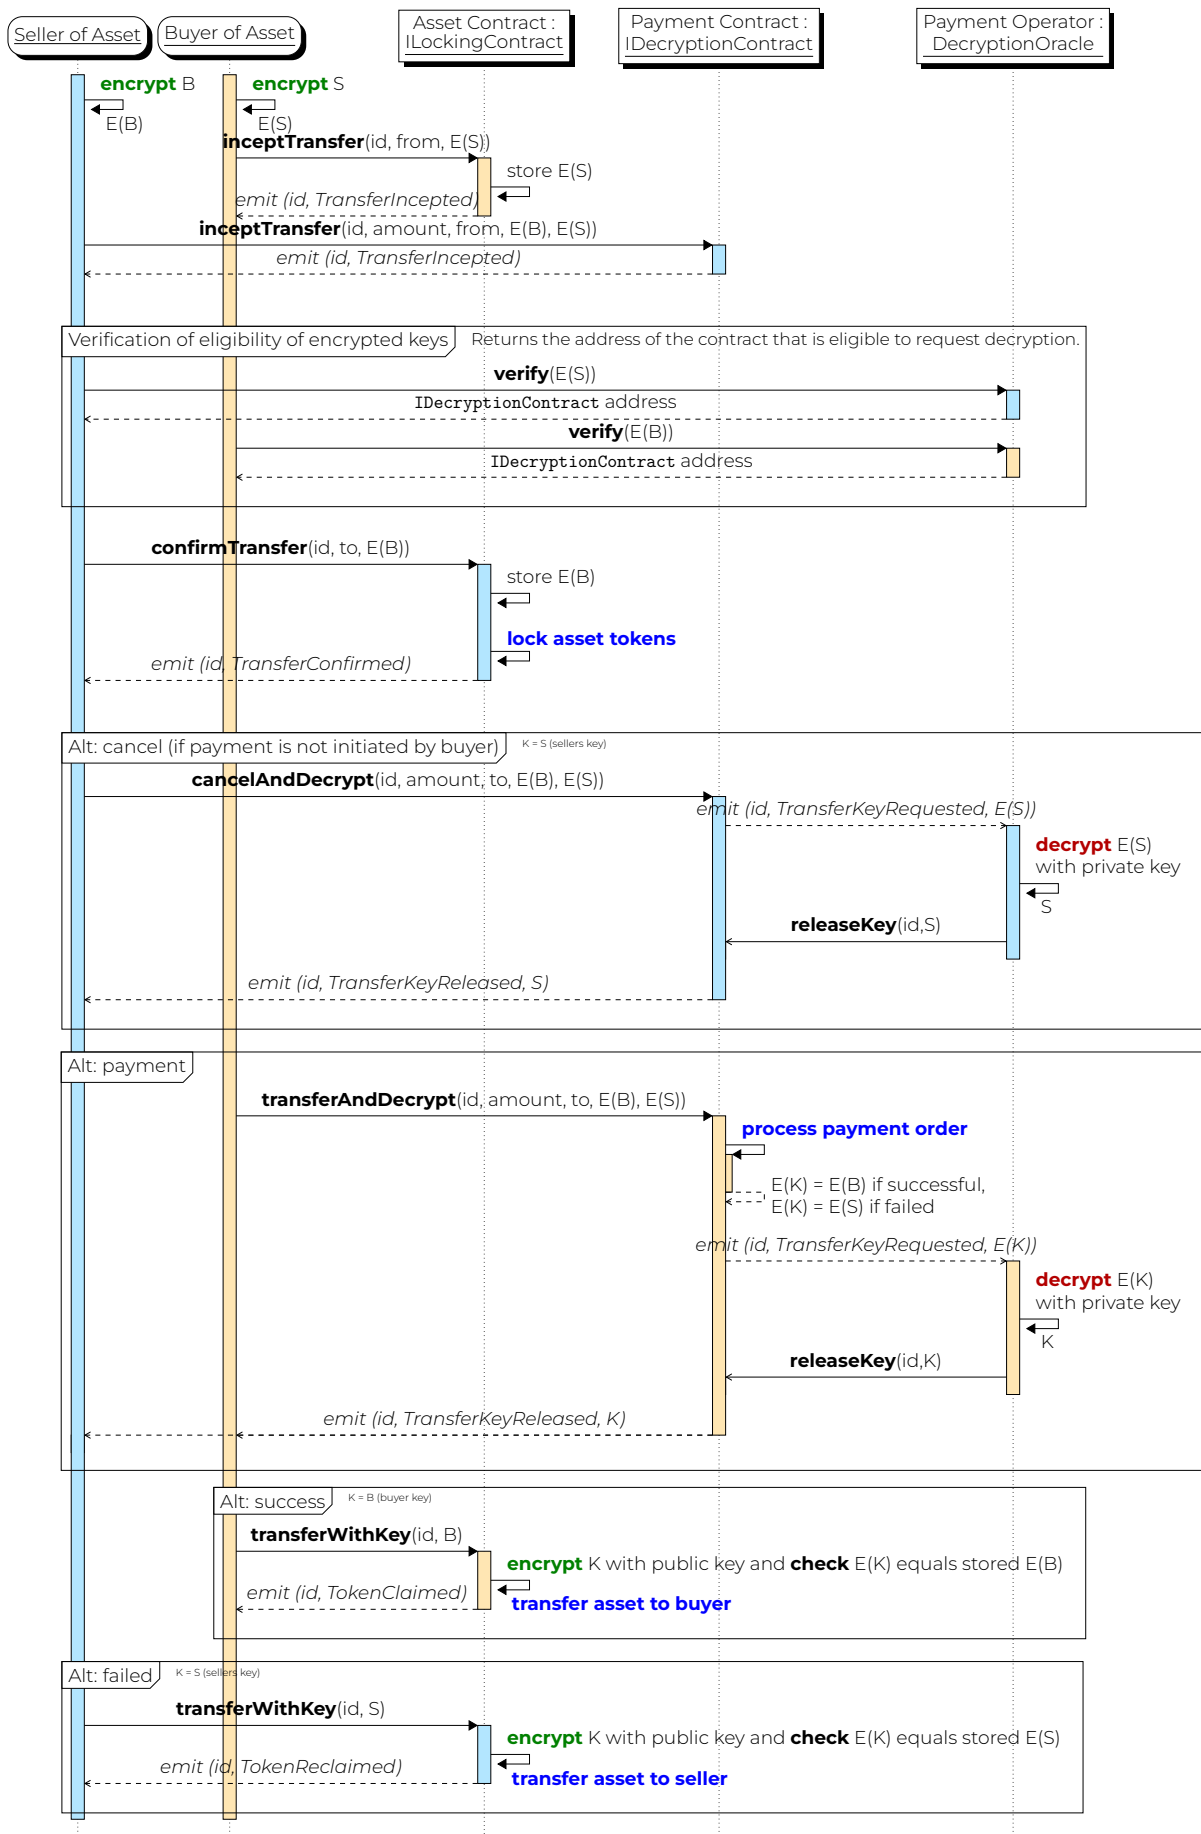 Seller of Asset
Buyer of Asset
Asset Contract :
ILockingContract
Payment Contract :
IDecryptionContract
Payment Operator :
DecryptionOracle
encrypt B
E(B)
encrypt S
E(S)
inceptTransfer(id, from, E(S))
store E(S)
emit (id, TransferIncepted)
inceptTransfer(id, amount, from, E(B), E(S))
emit (id, TransferIncepted)
Verification of eligibility of encrypted keys
Returns the address of the contract that is eligible to request decryption.
verify(E(S))
IDecryptionContract address
verify(E(B))
IDecryptionContract address
confirmTransfer(id, to, E(B))
store E(B)
lock asset tokens
emit (id, TransferConfirmed)
Alt: cancel (if payment is not initiated by buyer)
K = S (sellers key)
cancelAndDecrypt(id, amount, to, E(B), E(S))
emit (id, TransferKeyRequested, E(S))
decrypt E(S)
with private key
S
releaseKey(id,S)
emit (id, TransferKeyReleased, S)
Alt: payment
transferAndDecrypt(id, amount, to, E(B), E(S))
process payment order
E(K) = E(B) if successful,
E(K) = E(S) if failed
emit (id, TransferKeyRequested, E(K))
decrypt E(K)
with private key
K
releaseKey(id,K)
emit (id, TransferKeyReleased, K)
Alt: success
K = B (buyer key)
transferWithKey(id, B)
encrypt K with public key and check E(K) equals stored E(B)
emit (id, TokenClaimed)
transfer asset to buyer
Alt: failed
K = S (sellers key)
transferWithKey(id, S)
encrypt K with public key and check E(K) equals stored E(S)
emit (id, TokenReclaimed)
transfer asset to seller